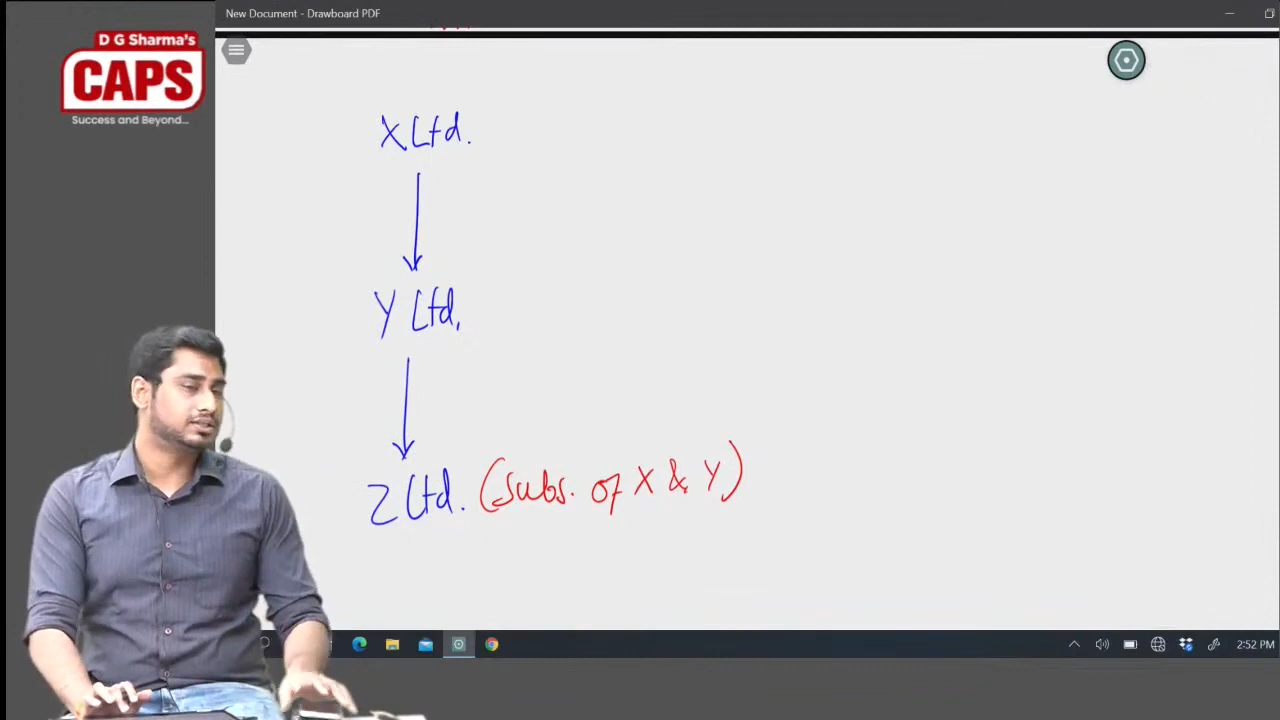 New Document - Drawboard PDF
D G Sharma's
CAPS
Success and Beyond...
X Ltd.
Y Ltd.
Z Ltd. (Subs. of X & Y)
2:52 PM